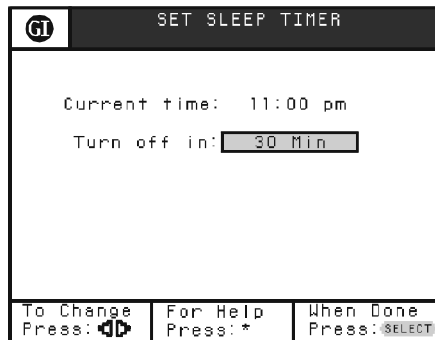 GI
SET SLEEP TIMER
Current time: 11:00 pm
Turn off in: 30 Min
To Change
Press:
For Help
Press: *
When Done
Press: SELECT